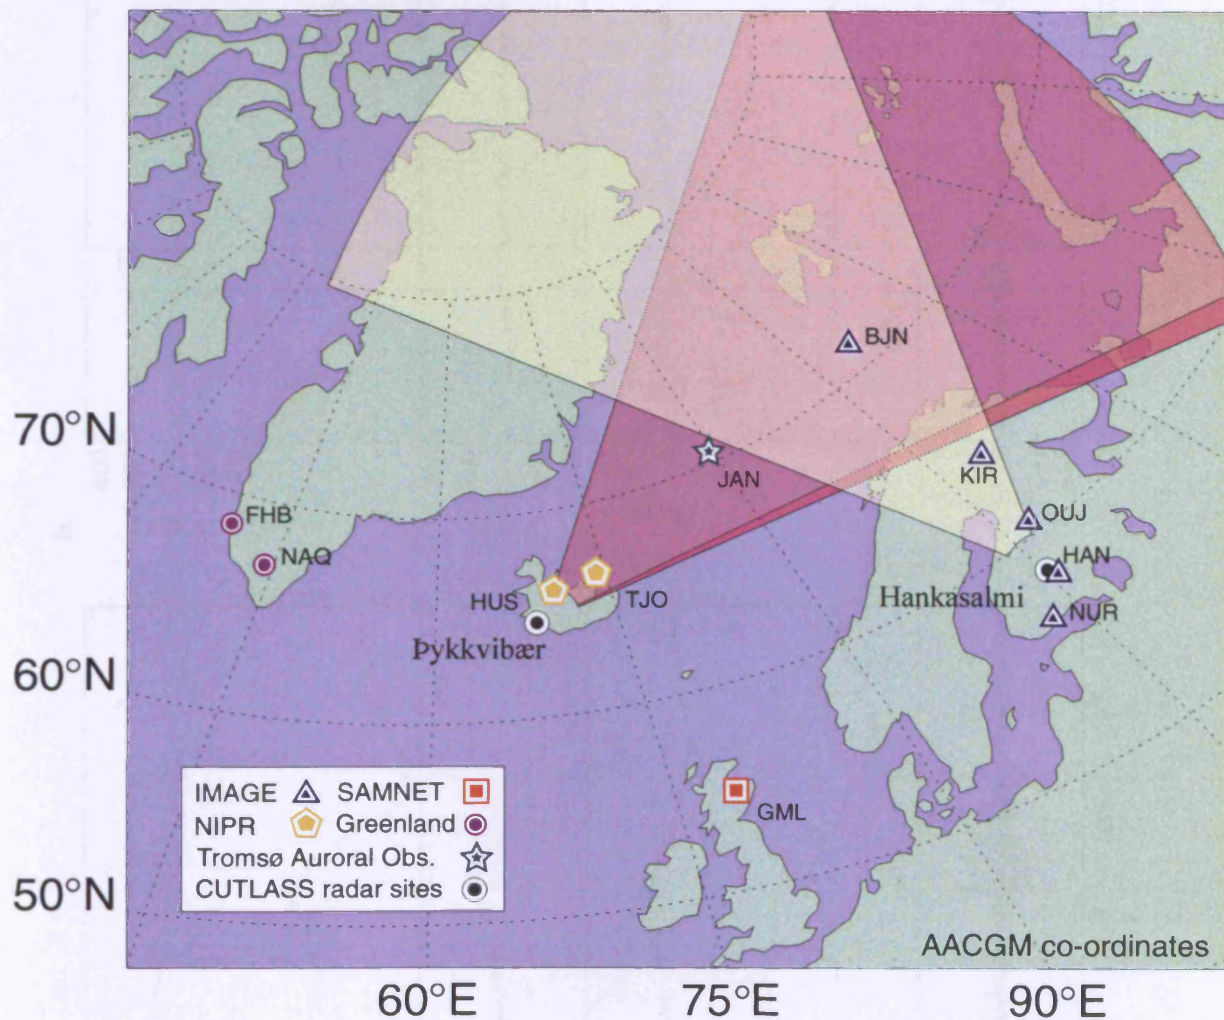 70°N
60°N
50°N
BJN
JAN
KIR
OUJ
FHB
HAN
NAQ
HUS
TJO
Hankasalmi
NUR
Þykkvibær
GML
IMAGE SAMNET
NIPR Greenland
Tromsø Auroral Obs.
CUTLASS radar sites
AACGM co-ordinates
60°E 75°E 90°E